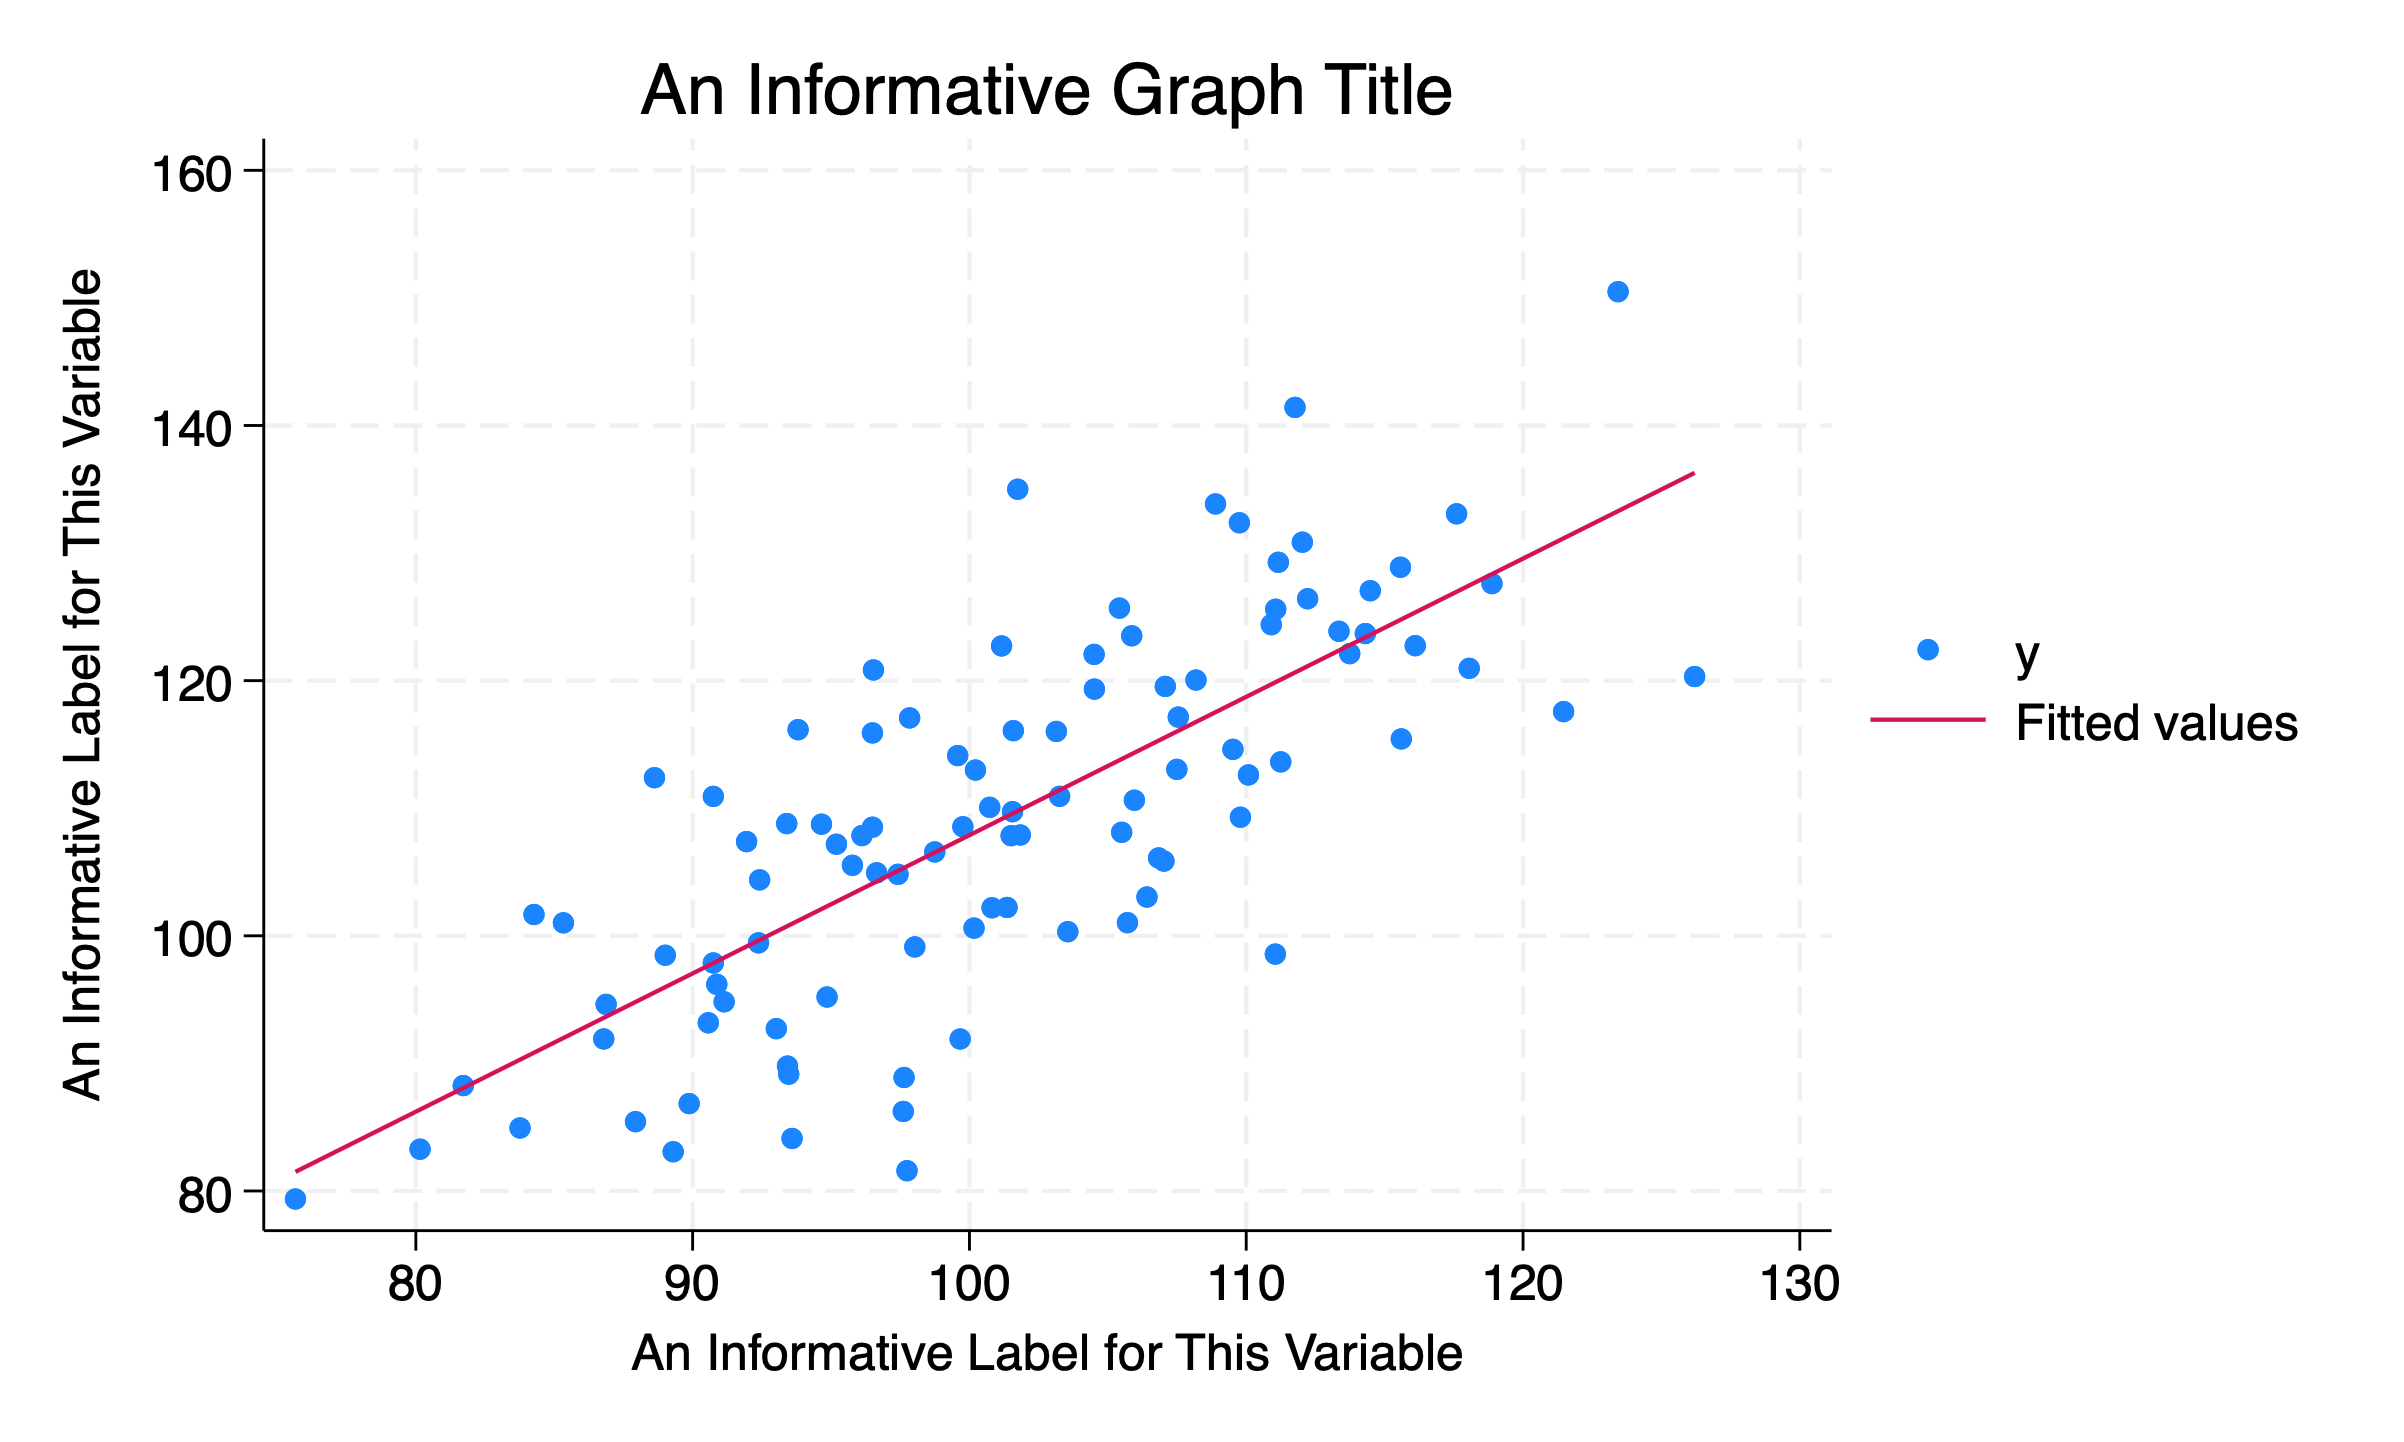 An Informative Graph Title
An Informative Label for This Variable
160
140
120
100
80
80 90 100 110 120 130
An Informative Label for This Variable
y
Fitted values